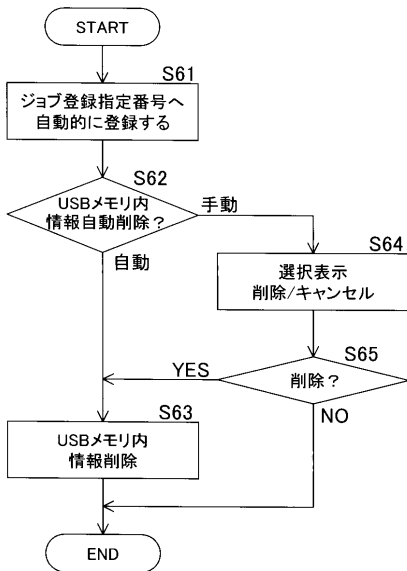 START
S61
ジョブ登録指定番号へ
自動的に登録する
S62
USBメモリ内
情報自動削除？
手動
自動
S64
選択表示
削除/キャンセル
S65
削除？
YES
NO
S63
USBメモリ内
情報削除
END